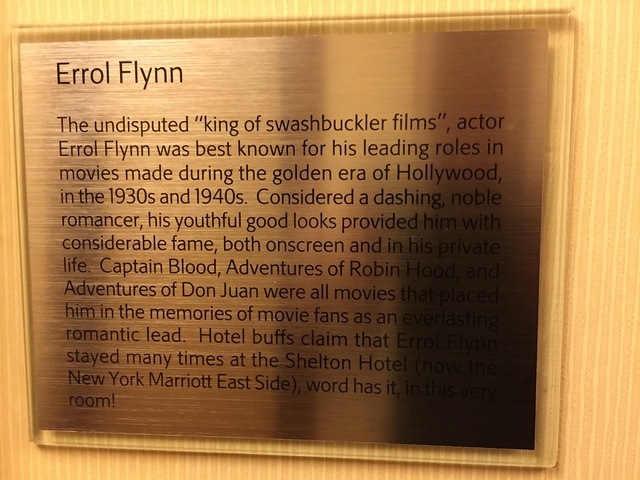 Errol Flynn
The undisputed "king of swashbuckler films", actor
Errol Flynn was best known for his leading roles in
movies made during the golden era of Hollywood,
in the 1930s and 1940s. Considered a dashing, noble
romancer, his youthful good looks provided him with
considerable fame, both onscreen and in his private
life. Captain Blood, Adventures of Robin Hood, and
Adventures of Don Juan were all movies that placed
him in the memories of movie fans as an everlasting
romantic lead. Hotel buffs claim that Errol Flynn
stayed many times at the Shelton Hotel (now the
New York Marriott East Side), word has it, in this very
room!